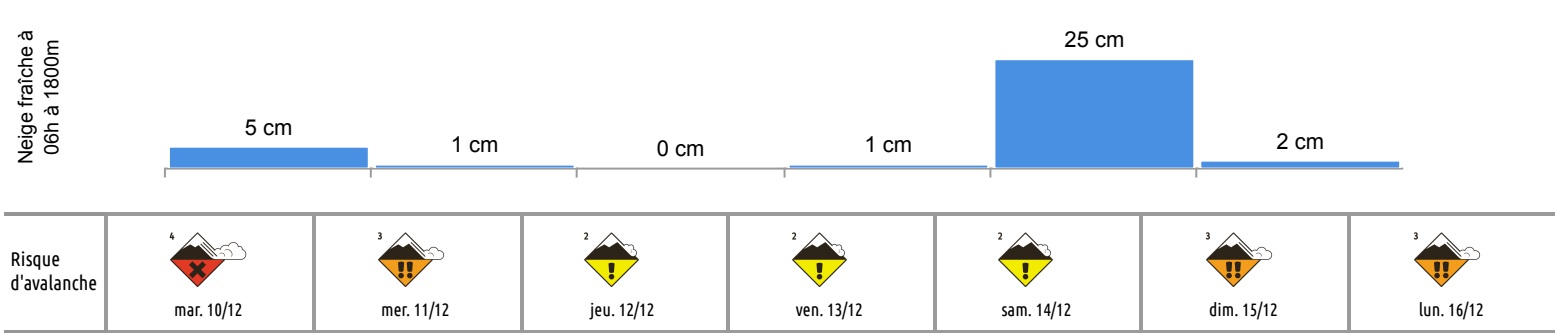 Neige fraîche à
06h à 1800m
5 cm
1 cm
0 cm
1 cm
25 cm
2 cm
Risque
d'avalanche
4
mar. 10/12
3
mer. 11/12
2
jeu. 12/12
2
ven. 13/12
2
sam. 14/12
3
dim. 15/12
3
lun. 16/12